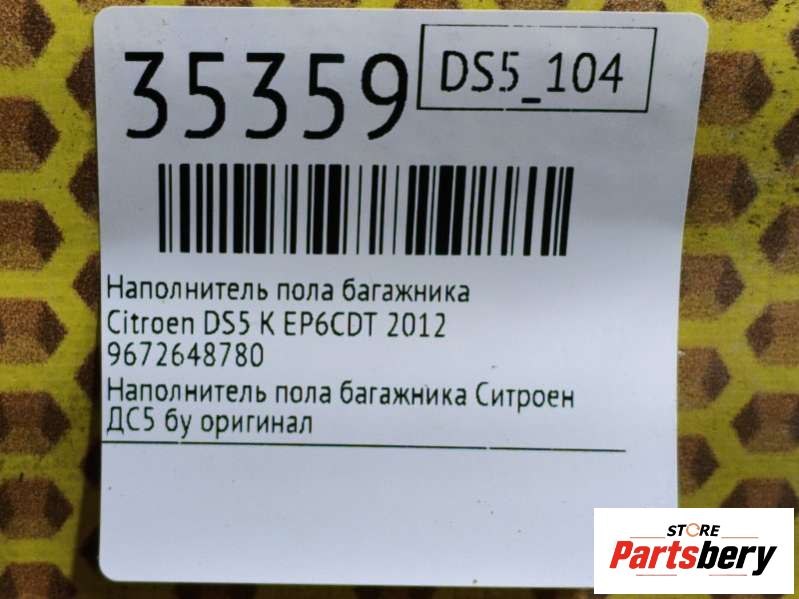 35359
DS5_104
Наполнитель пола багажника
Citroen DS5 K EP6CDT 2012
9672648780
Наполнитель пола багажника Ситроен
ДС5 бу оригинал
STORE
Partsbery